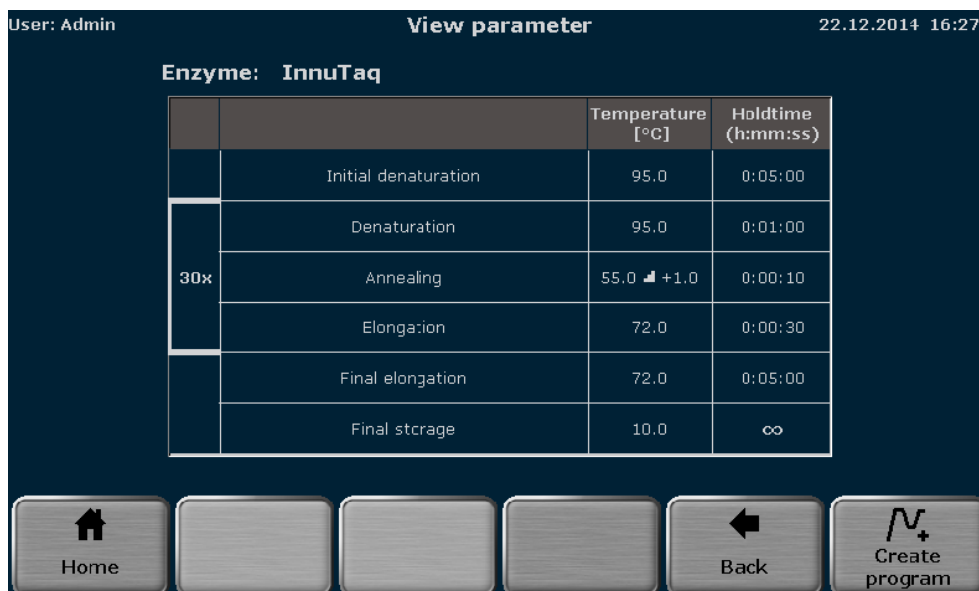 User: Admin View parameter 22.12.2014 16:27
Enzyme: InnuTaq
Temperature [°C] Holdtime (h:mm:ss)
Initial denaturation 95.0 0:05:00
Denaturation 95.0 0:01:00
30x Annealing 55.0 +1.0 0:00:10
Elongation 72.0 0:00:30
Final elongation 72.0 0:05:00
Final storage 10.0 ∞
Home Back Create program